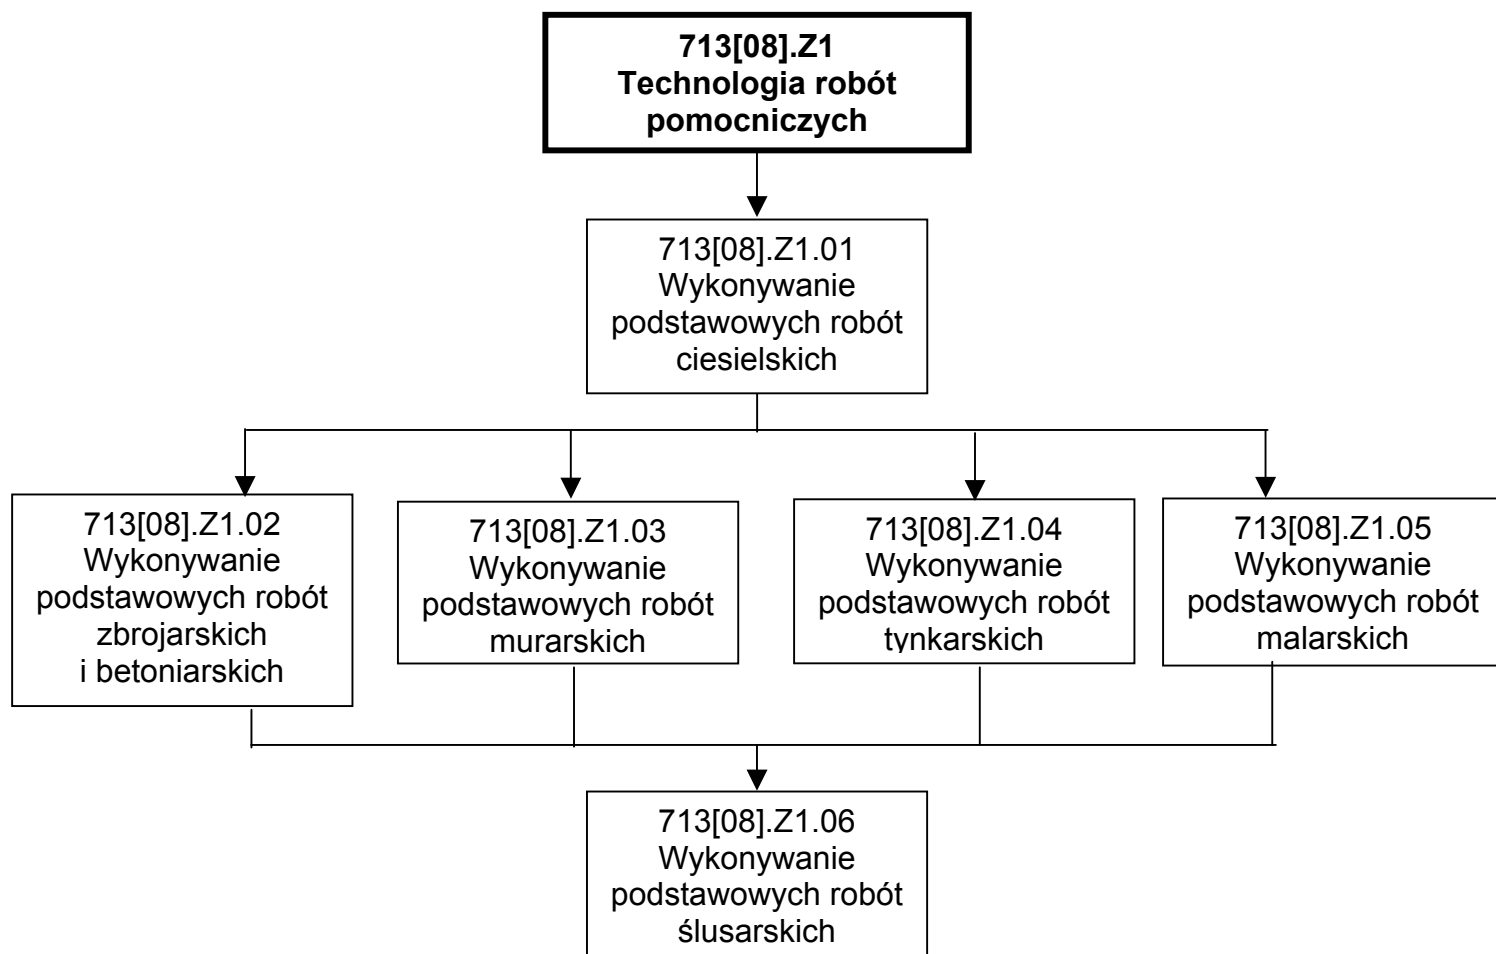 713[08].Z1
Technologia robót
pomocniczych
713[08].Z1.01
Wykonywanie
podstawowych robót
ciesielskich
713[08].Z1.02
Wykonywanie
podstawowych robót
zbrojarskich
i betoniarskich
713[08].Z1.03
Wykonywanie
podstawowych robót
murarskich
713[08].Z1.04
Wykonywanie
podstawowych robót
tynkarskich
713[08].Z1.05
Wykonywanie
podstawowych robót
malarskich
713[08].Z1.06
Wykonywanie
podstawowych robót
ślusarskich